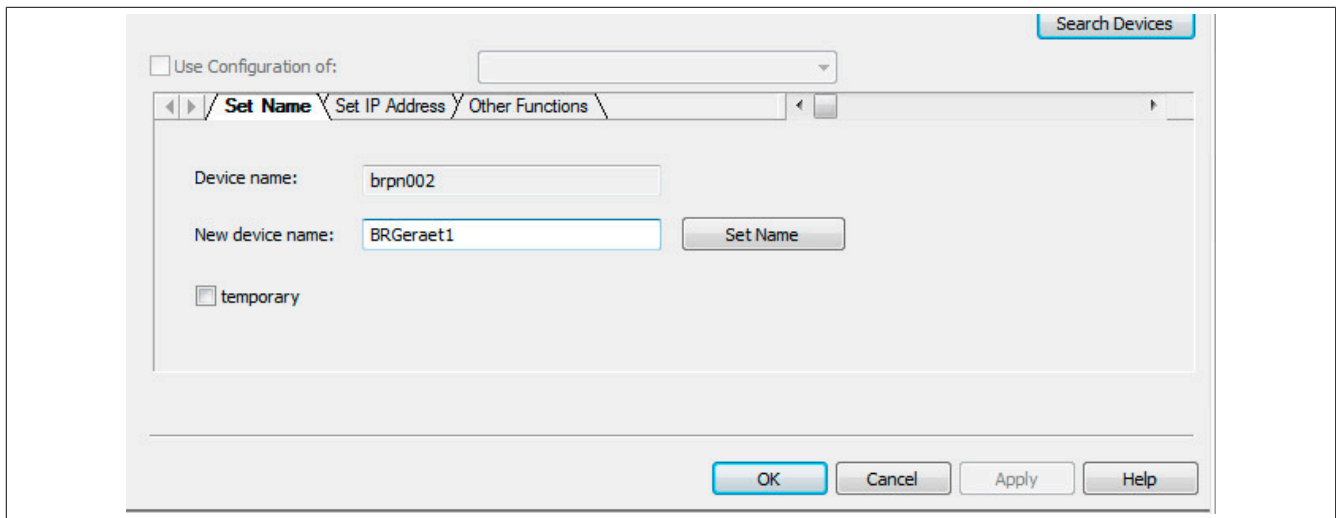 Search Devices
Use Configuration of:
Set Name Set IP Address Other Functions
Device name: brpn002
New device name: BRGeraet1 Set Name
temporary
OK Cancel Apply Help